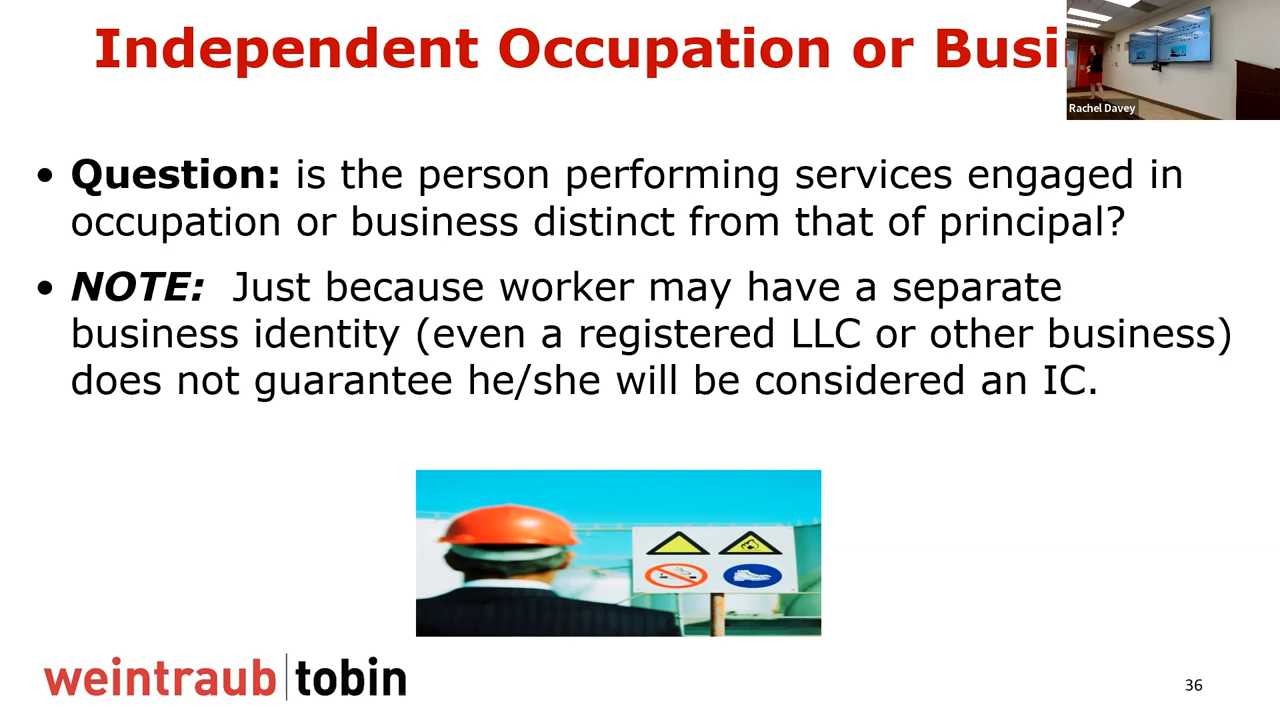 Independent Occupation or Busi
Rachel Davey
• Question: is the person performing services engaged in
occupation or business distinct from that of principal?
• NOTE: Just because worker may have a separate
business identity (even a registered LLC or other business)
does not guarantee he/she will be considered an IC.
weintraub tobin
36